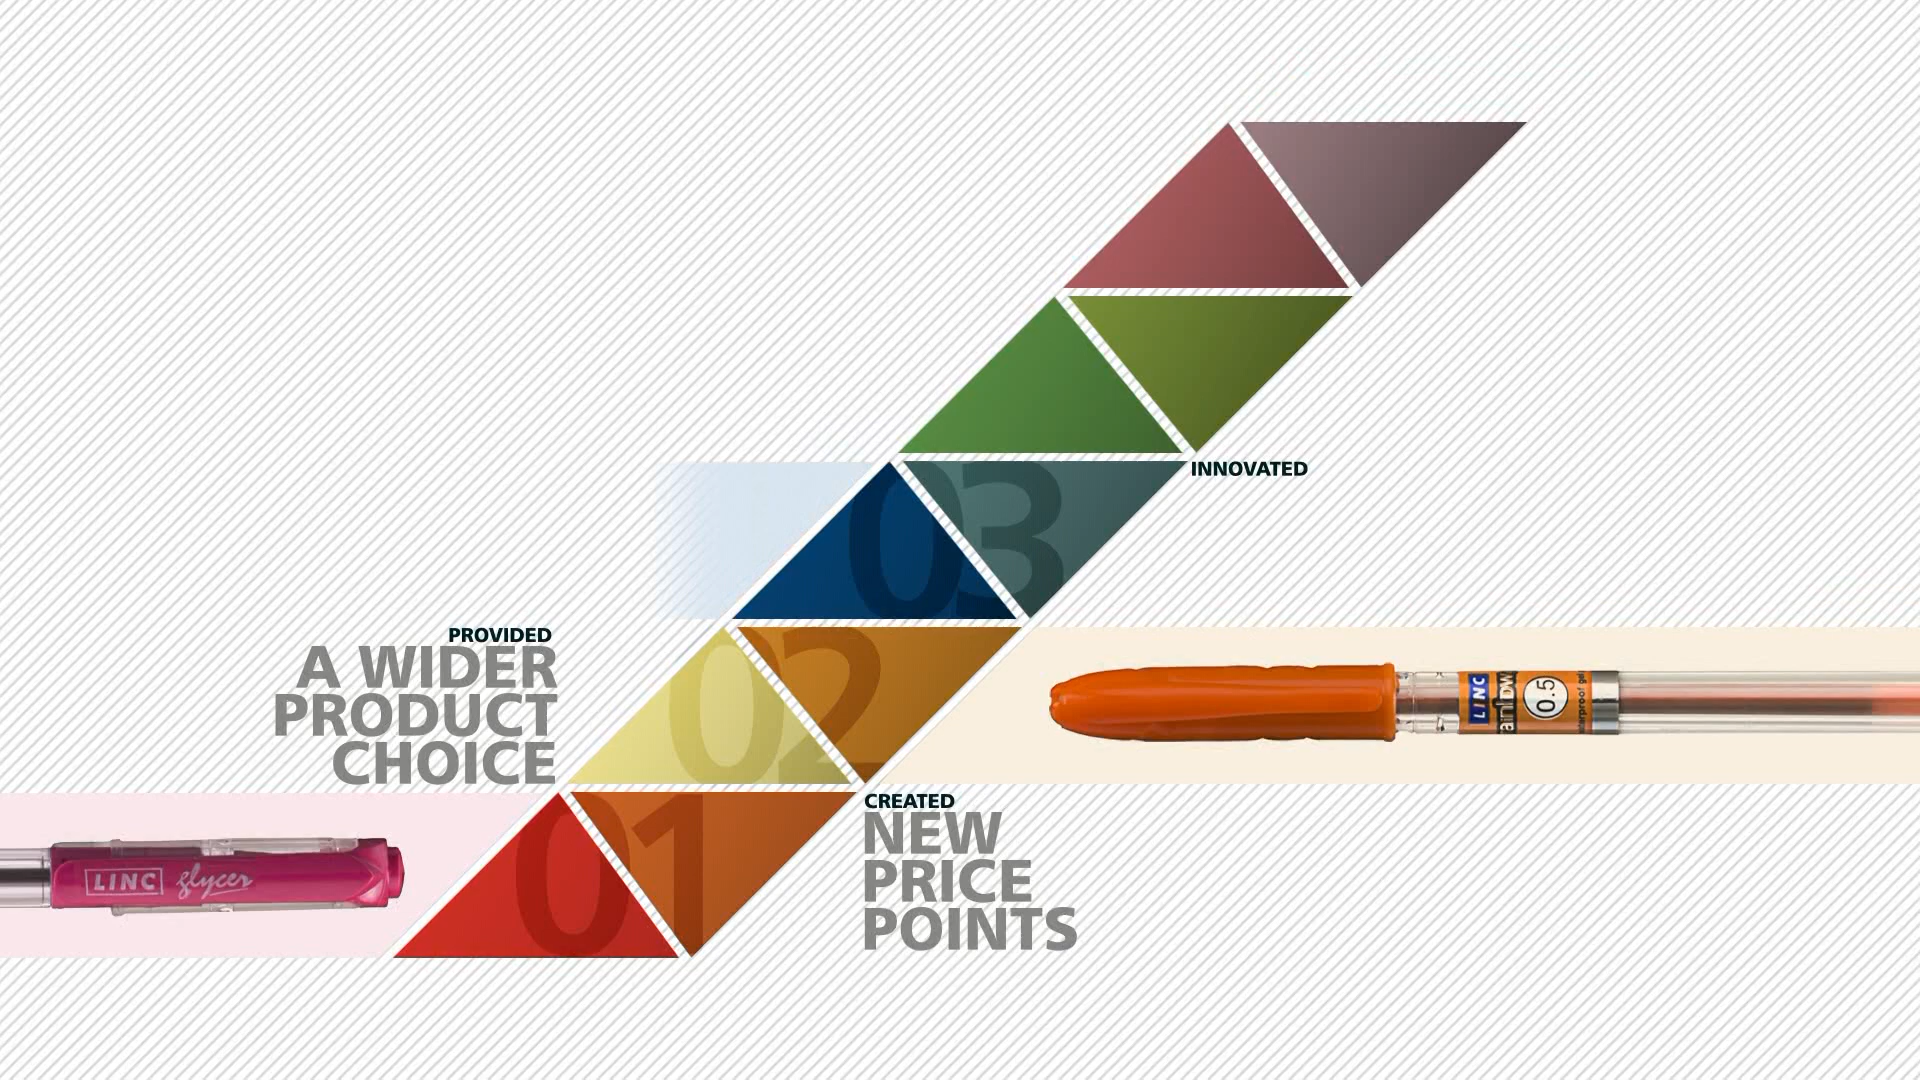 03
INNOVATED
PROVIDED
A WIDER
PRODUCT
CHOICE
02
LINC
0.5
01
CREATED
NEW
PRICE
POINTS
LINC glycer